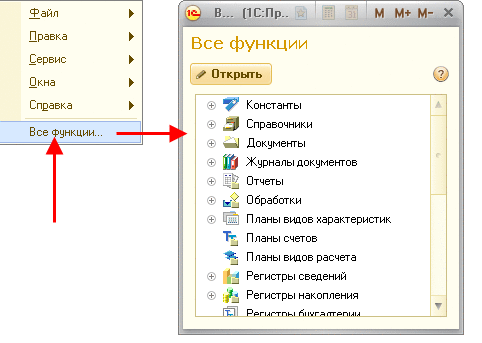 Файл
Правка
Сервис
Окна
Справка
Все функции...
В... (1С:Пр..
M M+ M-
Все функции
Открыть
?
Константы
Справочники
Документы
Журналы документов
Отчеты
Обработки
Планы видов характеристик
Планы счетов
Планы видов расчета
Регистры сведений
Регистры накопления
Регистры бухгалтерии